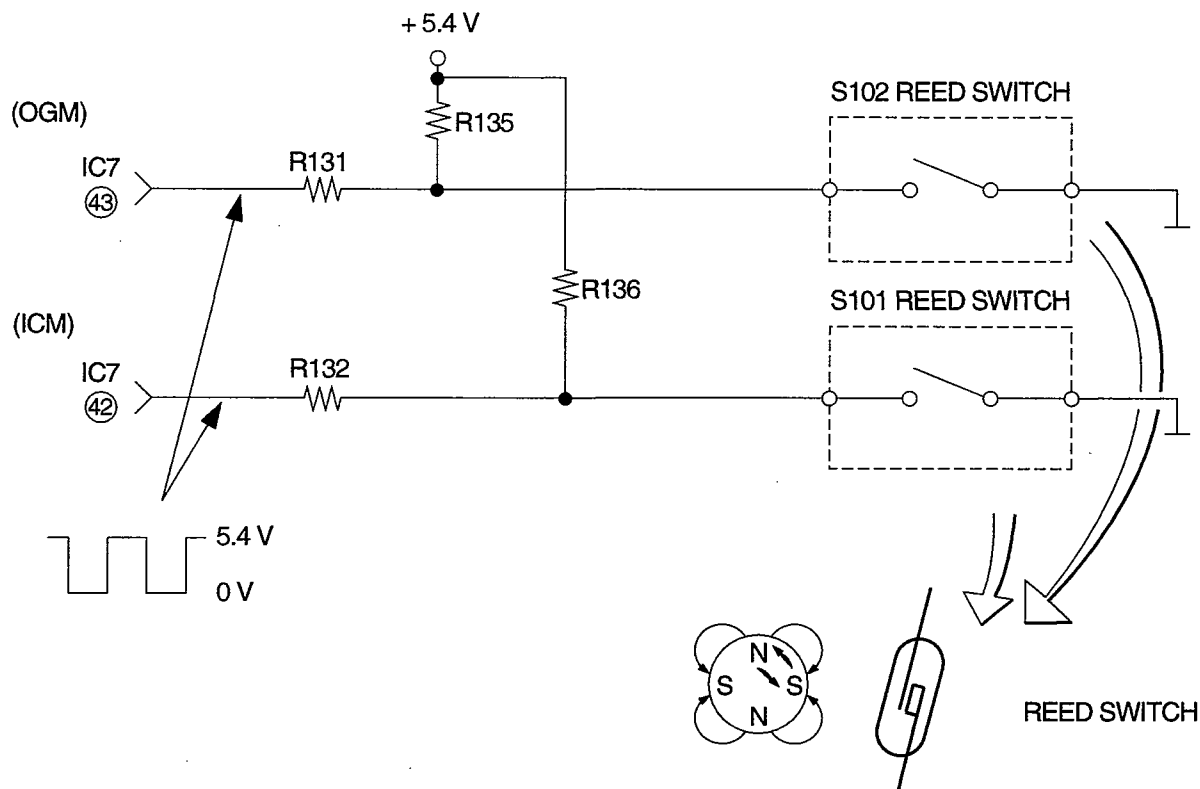 + 5.4 V
(OGM)
S102 REED SWITCH
R135
IC7
43
R131
R136
S101 REED SWITCH
(ICM)
IC7
42
R132
5.4 V
0 V
N
S
S
N
REED SWITCH